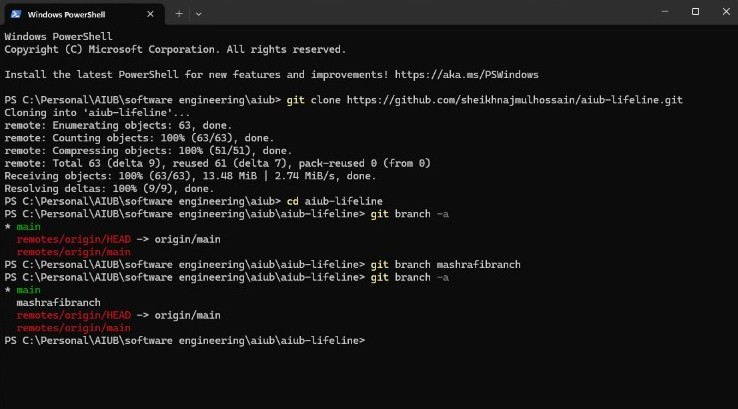 Windows PowerShell
Windows PowerShell
Copyright (C) Microsoft Corporation. All rights reserved.
Install the latest PowerShell for new features and improvements! https://aka.ms/PSWindows
PS C:\Personal\AIUB\software engineering\aiub> git clone https://github.com/sheikhnajmulhossain/aiub-lifeline.git
Cloning into 'aiub-lifeline'...
remote: Enumerating objects: 63, done.
remote: Counting objects: 100% (63/63), done.
remote: Compressing objects: 100% (51/51), done.
remote: Total 63 (delta 9), reused 61 (delta 7), pack-reused 0 (from 0)
Receiving objects: 100% (63/63), 13.48 MiB | 2.74 MiB/s, done.
Resolving deltas: 100% (9/9), done.
PS C:\Personal\AIUB\software engineering\aiub> cd aiub-lifeline
PS C:\Personal\AIUB\software engineering\aiub\aiub-lifeline> git branch -a
* main
remotes/origin/HEAD -> origin/main
remotes/origin/main
PS C:\Personal\AIUB\software engineering\aiub\aiub-lifeline> git branch mashrafibranch
PS C:\Personal\AIUB\software engineering\aiub\aiub-lifeline> git branch -a
* main
mashrafibranch
remotes/origin/HEAD -> origin/main
remotes/origin/main
PS C:\Personal\AIUB\software engineering\aiub\aiub-lifeline>